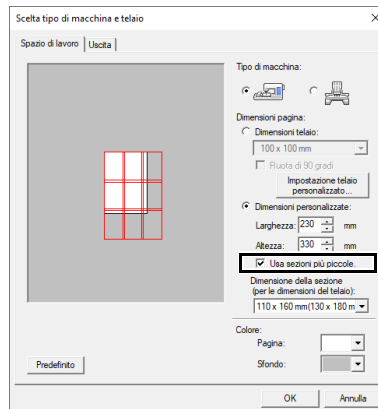 Scelta tipo di macchina e telaio
Spazio di lavoro Uscita
Tipo di macchina:
Dimensioni pagina:
Dimensioni telaio:
100 x 100 mm
Ruota di 90 gradi
Impostazione telaio
personalizzato...
Dimensioni personalizzate:
Larghezza: 230 mm
Altezza: 330 mm
Usa sezioni più piccole.
Dimensione della sezione
(per le dimensioni del telaio):
110 x 160 mm(130 x 180 m
Colore:
Pagina:
Sfondo:
Predefinito
OK Annulla